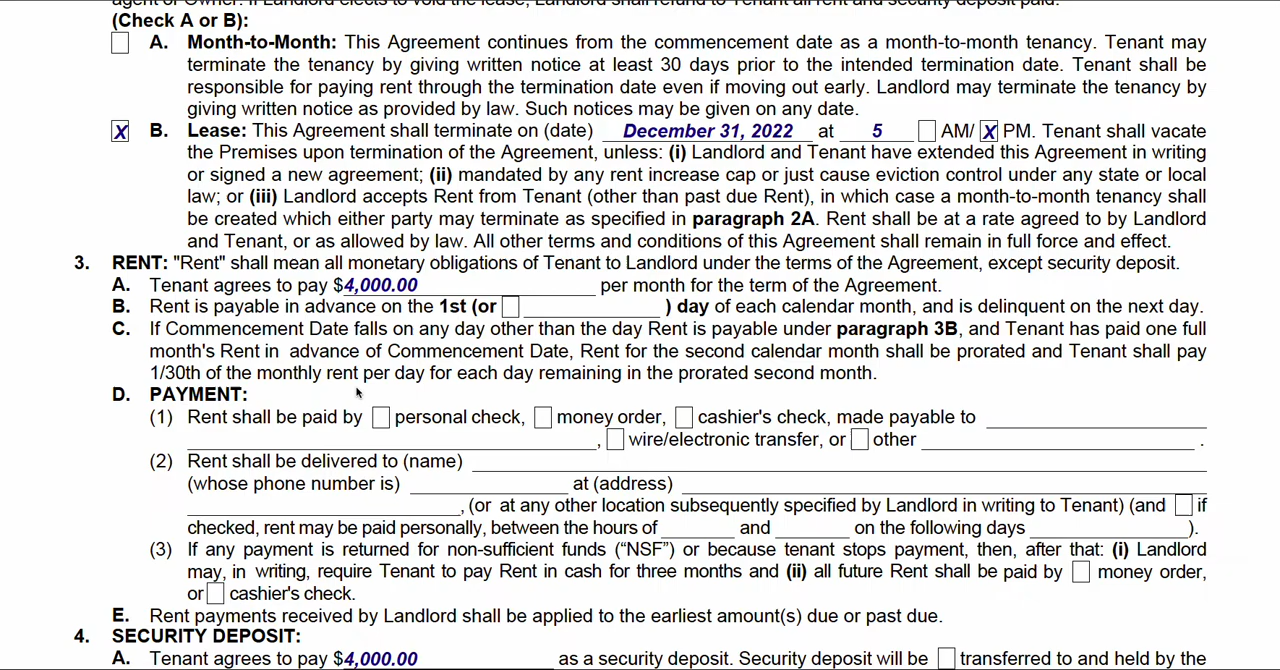 agent or Owner. If Landlord elects to void the lease, Landlord shall refund to Tenant all rent and security deposit paid.
(Check A or B):
A. Month-to-Month: This Agreement continues from the commencement date as a month-to-month tenancy. Tenant may
terminate the tenancy by giving written notice at least 30 days prior to the intended termination date. Tenant shall be
responsible for paying rent through the termination date even if moving out early. Landlord may terminate the tenancy by
giving written notice as provided by law. Such notices may be given on any date.
X B. Lease: This Agreement shall terminate on (date) December 31, 2022 at 5 AM/ X PM. Tenant shall vacate
the Premises upon termination of the Agreement, unless: (i) Landlord and Tenant have extended this Agreement in writing
or signed a new agreement; (ii) mandated by any rent increase cap or just cause eviction control under any state or local
law; or (iii) Landlord accepts Rent from Tenant (other than past due Rent), in which case a month-to-month tenancy shall
be created which either party may terminate as specified in paragraph 2A. Rent shall be at a rate agreed to by Landlord
and Tenant, or as allowed by law. All other terms and conditions of this Agreement shall remain in full force and effect.
3. RENT: "Rent" shall mean all monetary obligations of Tenant to Landlord under the terms of the Agreement, except security deposit.
A. Tenant agrees to pay $4,000.00 per month for the term of the Agreement.
B. Rent is payable in advance on the 1st (or ) day of each calendar month, and is delinquent on the next day.
C. If Commencement Date falls on any day other than the day Rent is payable under paragraph 3B, and Tenant has paid one full
month's Rent in advance of Commencement Date, Rent for the second calendar month shall be prorated and Tenant shall pay
1/30th of the monthly rent per day for each day remaining in the prorated second month.
D. PAYMENT:
(1) Rent shall be paid by personal check, money order, cashier's check, made payable to
, wire/electronic transfer, or other .
(2) Rent shall be delivered to (name)
(whose phone number is) at (address)
, (or at any other location subsequently specified by Landlord in writing to Tenant) (and if
checked, rent may be paid personally, between the hours of and on the following days ).
(3) If any payment is returned for non-sufficient funds (“NSF”) or because tenant stops payment, then, after that: (i) Landlord
may, in writing, require Tenant to pay Rent in cash for three months and (ii) all future Rent shall be paid by money order,
or cashier's check.
E. Rent payments received by Landlord shall be applied to the earliest amount(s) due or past due.
4. SECURITY DEPOSIT:
A. Tenant agrees to pay $4,000.00 as a security deposit. Security deposit will be transferred to and held by the